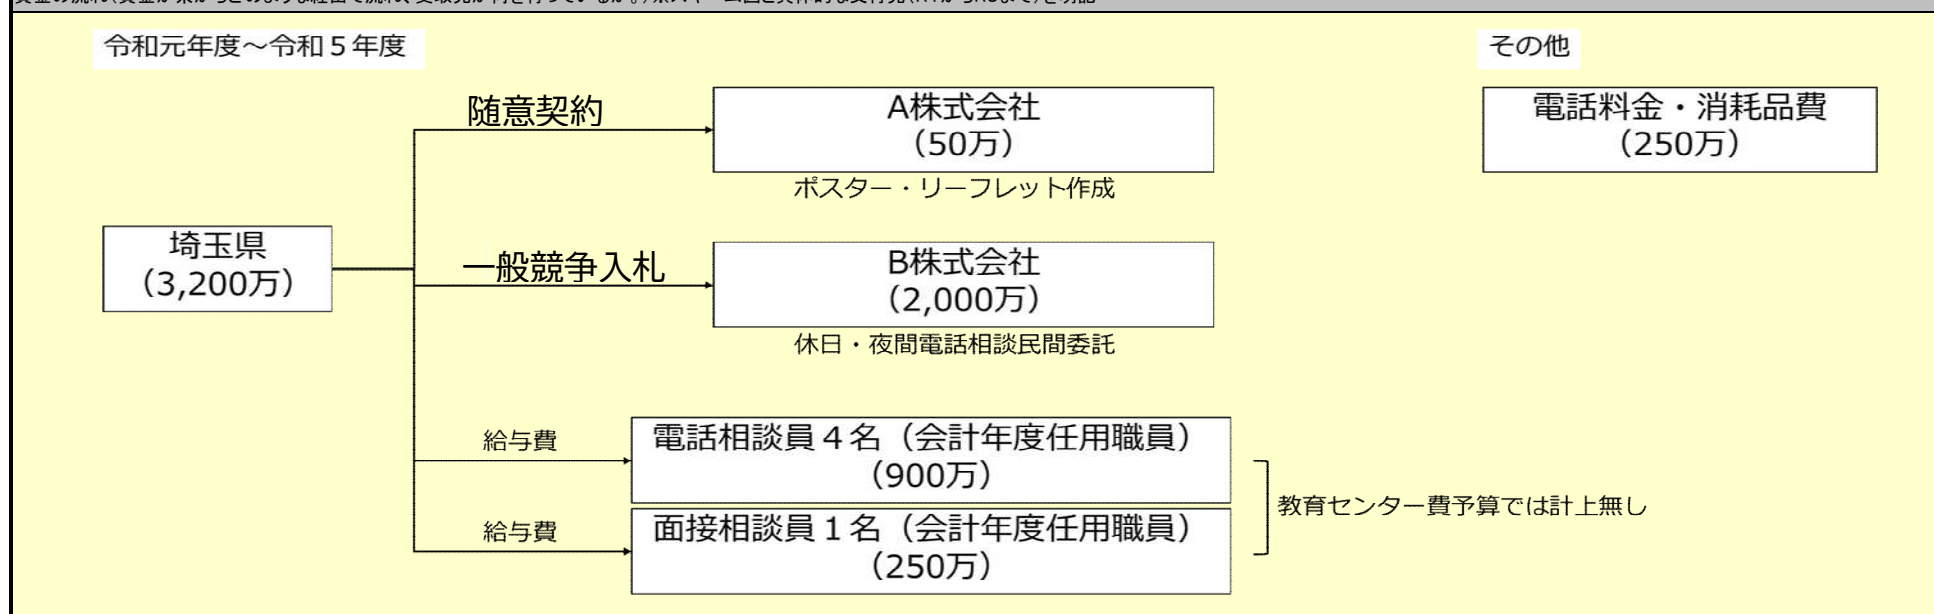 令和元年度～令和５年度
その他
随意契約
A株式会社
（50万）
ポスター・リーフレット作成
電話料金・消耗品費
（250万）
埼玉県
（3,200万）
一般競争入札
B株式会社
（2,000万）
休日・夜間電話相談民間委託
給与費
電話相談員４名（会計年度任用職員）
（900万）
給与費
面接相談員１名（会計年度任用職員）
（250万）
教育センター費予算では計上無し